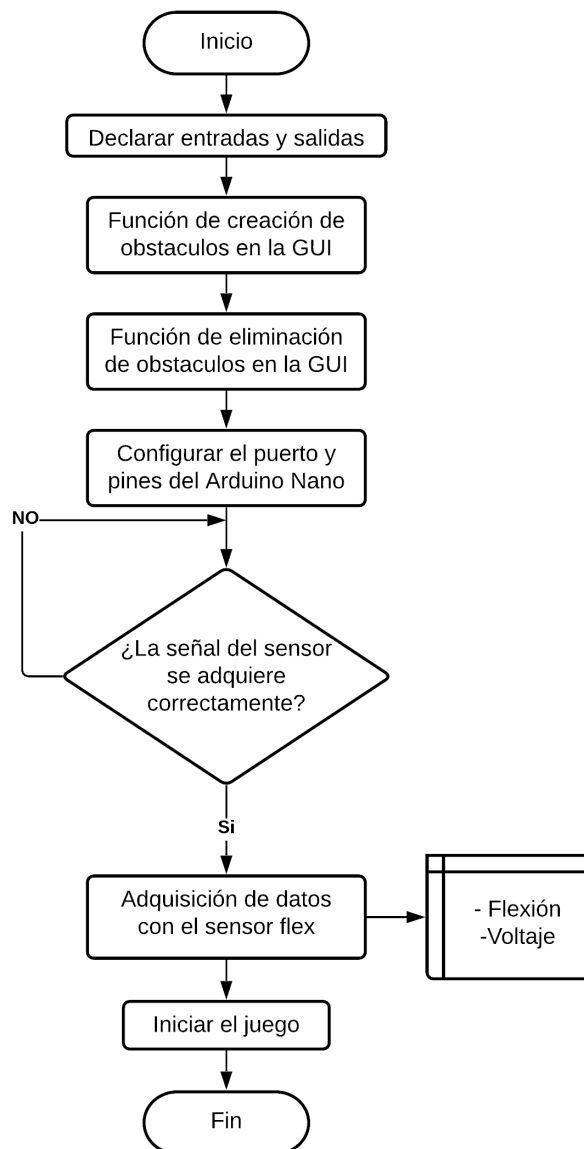 Inicio
Declarar entradas y salidas
Función de creación de
obstaculos en la GUI
Función de eliminación
de obstaculos en la GUI
Configurar el puerto y
pines del Arduino Nano
NO
¿La señal del sensor
se adquiere
correctamente?
Si
Adquisición de datos
con el sensor flex
- Flexión
-Voltaje
Iniciar el juego
Fin